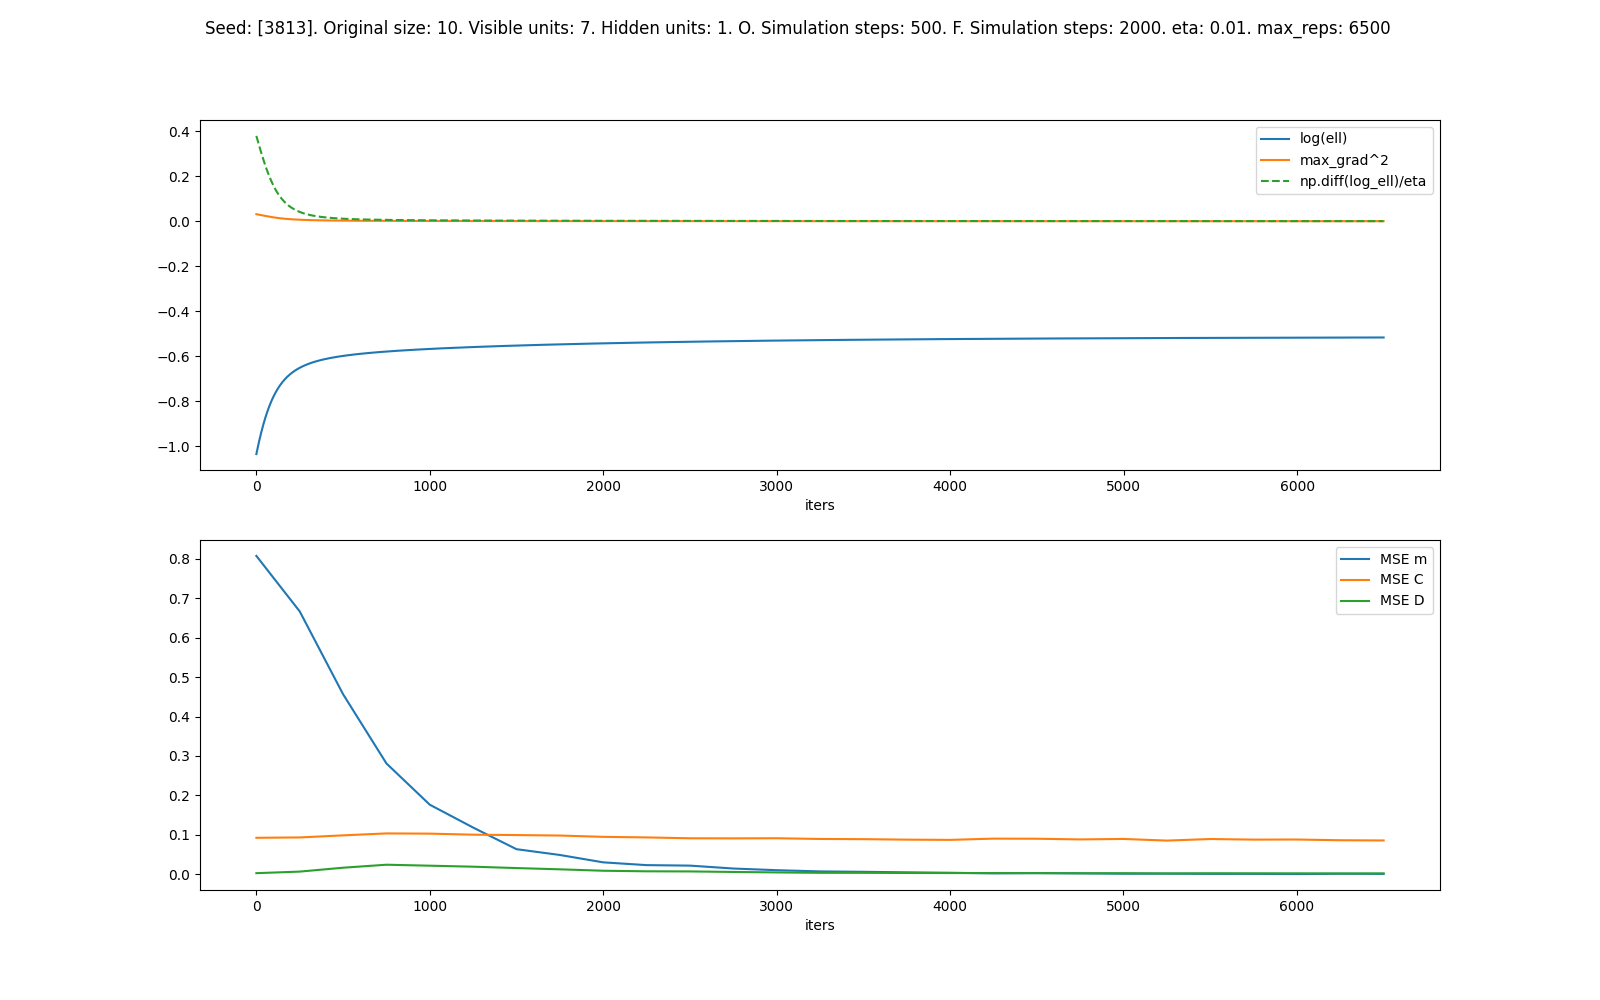 Seed: [3813]. Original size: 10. Visible units: 7. Hidden units: 1. O. Simulation steps: 500. F. Simulation steps: 2000. eta: 0.01. max_reps: 6500
0.4
0.2
0.0
−0.2
−0.4
−0.6
−0.8
−1.0
log(ell)
max_grad^2
np.diff(log_ell)/eta
0 1000 2000 3000 4000 5000 6000
iters
0.8
0.7
0.6
0.5
0.4
0.3
0.2
0.1
0.0
MSE m
MSE C
MSE D
0 1000 2000 3000 4000 5000 6000
iters